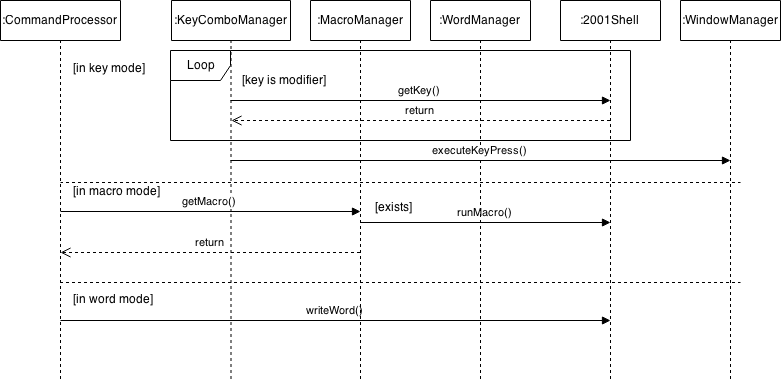 :CommandProcessor
:KeyComboManager
:MacroManager
:WordManager
:2001Shell
:WindowManager
[in key mode]
Loop
[key is modifier]
getKey()
return
executeKeyPress()
[in macro mode]
getMacro()
[exists]
runMacro()
return
[in word mode]
writeWord()